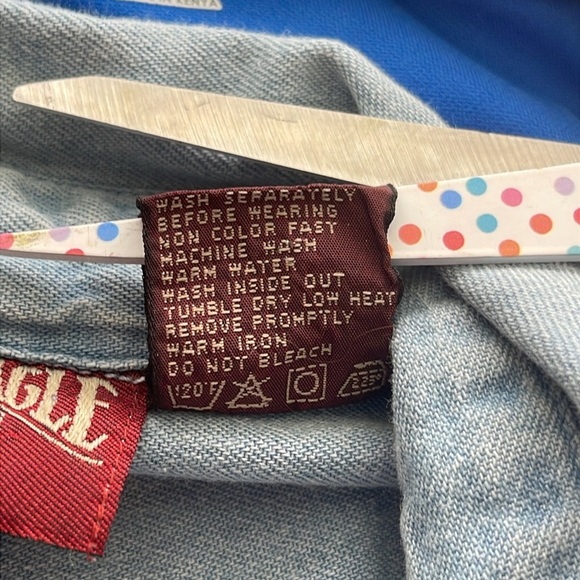 WASH SEPARATELY
BEFORE WEARING
NON COLOR FAST
MACHINE WASH
WARM WATER
WASH INSIDE OUT
TUMBLE DRY LOW HEAT
REMOVE PROMPTLY
WARM IRON
DO NOT BLEACH
120°F